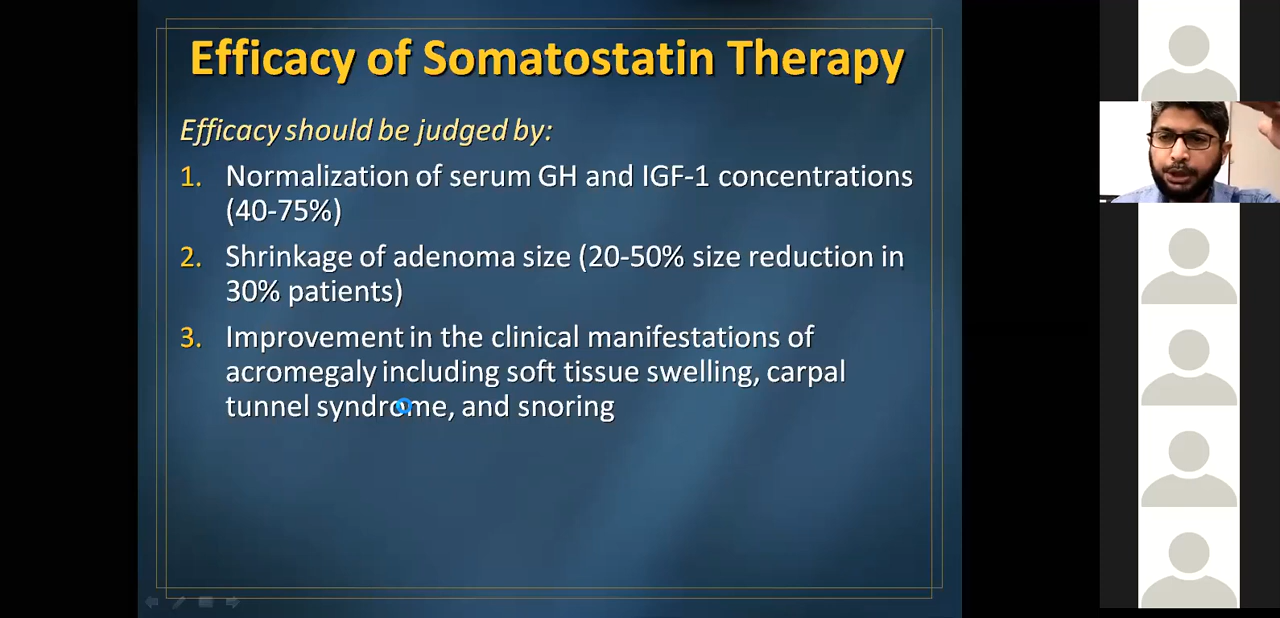 Efficacy of Somatostatin Therapy
Efficacy should be judged by:
1. Normalization of serum GH and IGF-1 concentrations
(40-75%)
2. Shrinkage of adenoma size (20-50% size reduction in
30% patients)
3. Improvement in the clinical manifestations of
acromegaly including soft tissue swelling, carpal
tunnel syndrome, and snoring